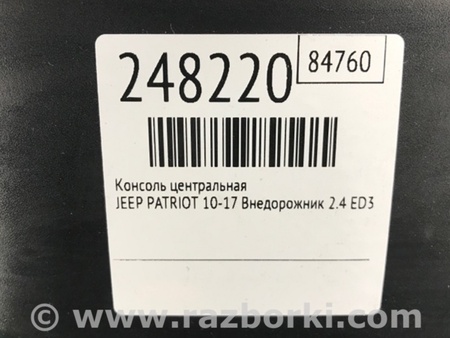 248220
84760
Консоль центральная
JEEP PATRIOT 10-17 Внедорожник 2.4 ED3
© www.razborki.com